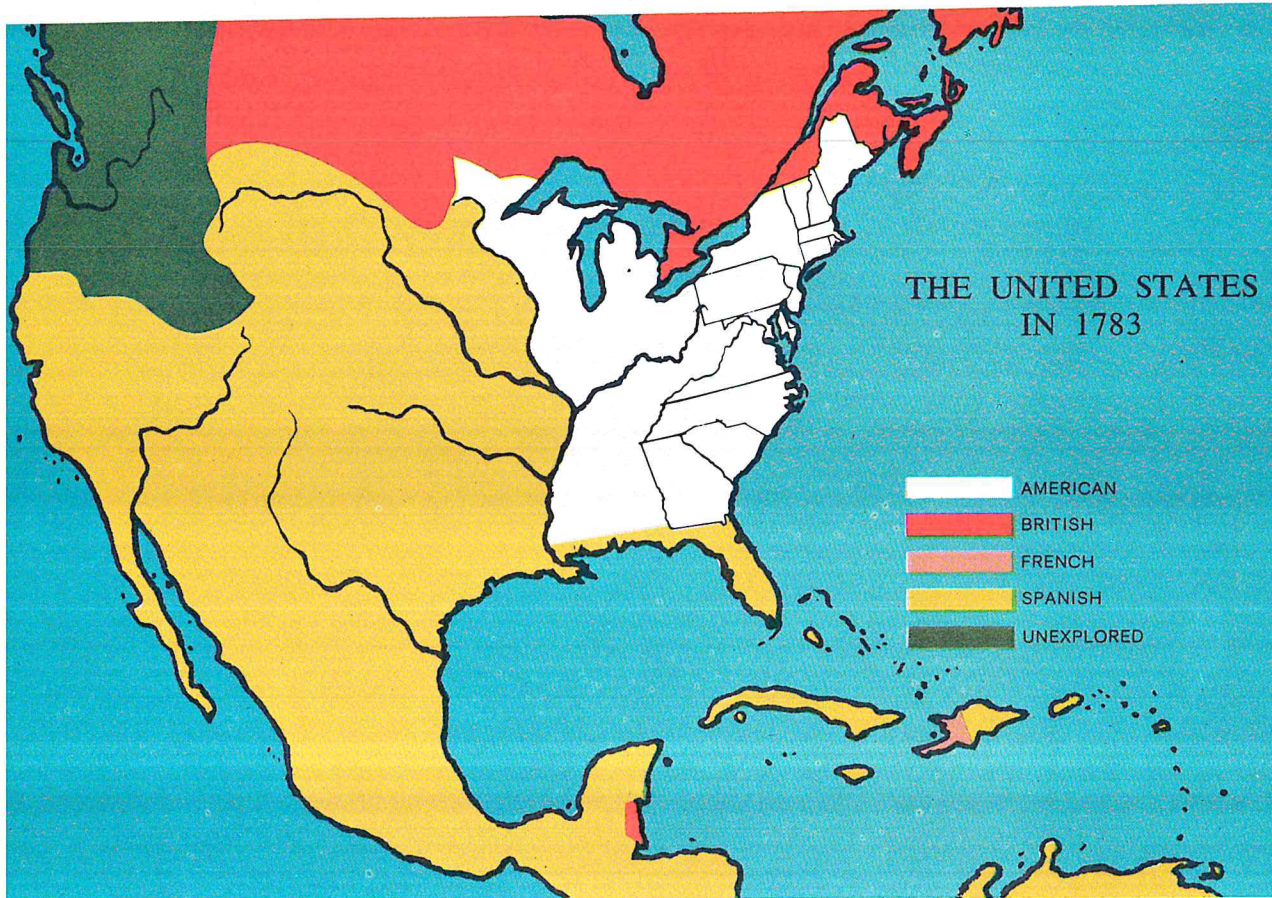 THE UNITED STATES
IN 1783
AMERICAN
BRITISH
FRENCH
SPANISH
UNEXPLORED